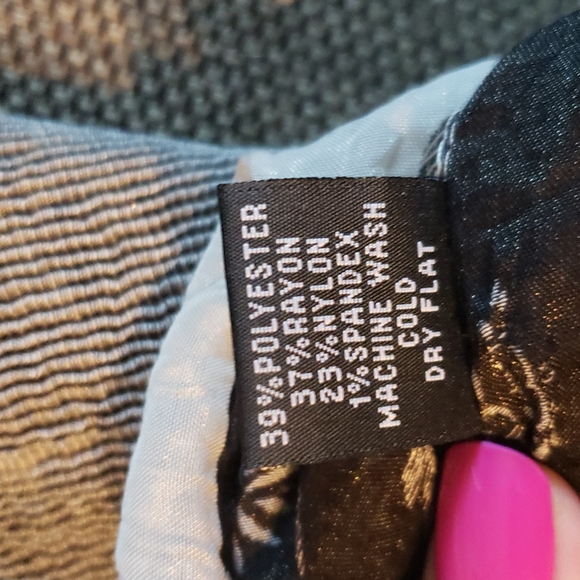 39%POLYESTER
37%RAYON
23%NYLON
1%SPANDEX
MACHINE WASH
COLD
DRY FLAT